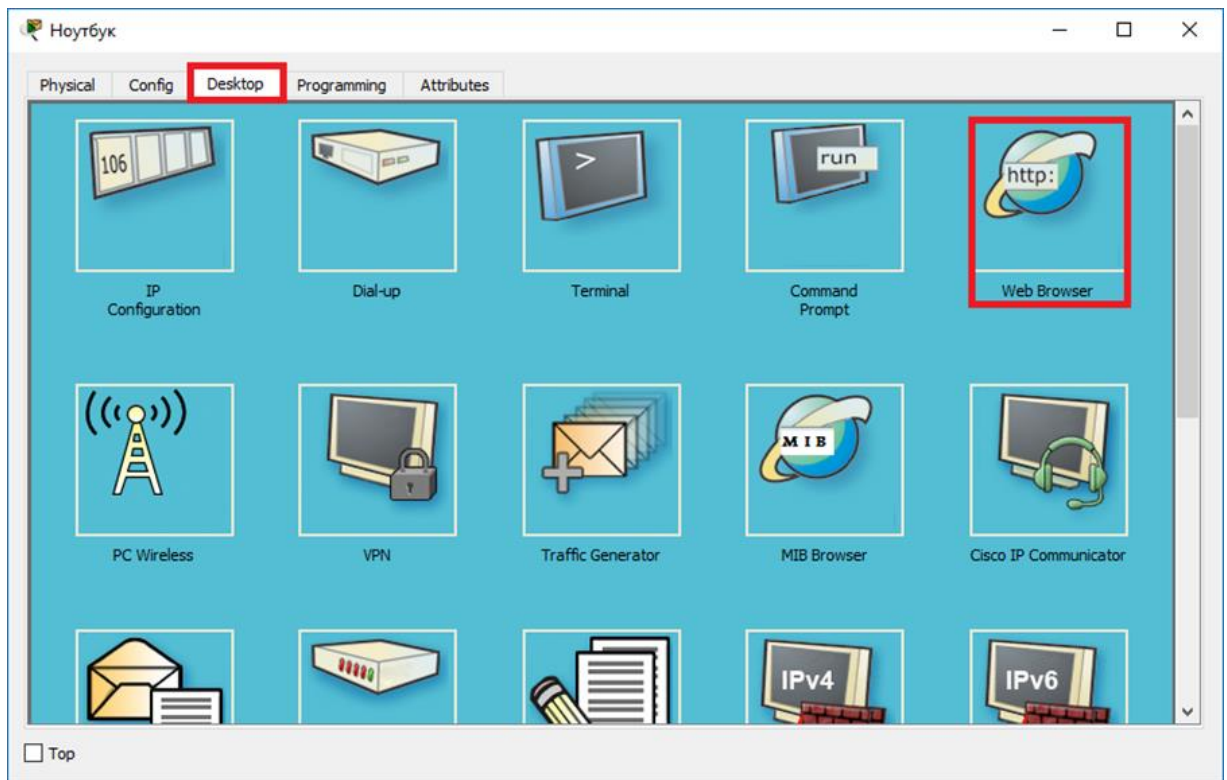 Ноутбук
Physical Config Desktop Programming Attributes
106
>
run
http:
IP
Configuration
Dial-up
Terminal
Command
Prompt
Web Browser
MIB
PC Wireless
VPN
Traffic Generator
MIB Browser
Cisco IP Communicator
IPv4
IPv6
Top